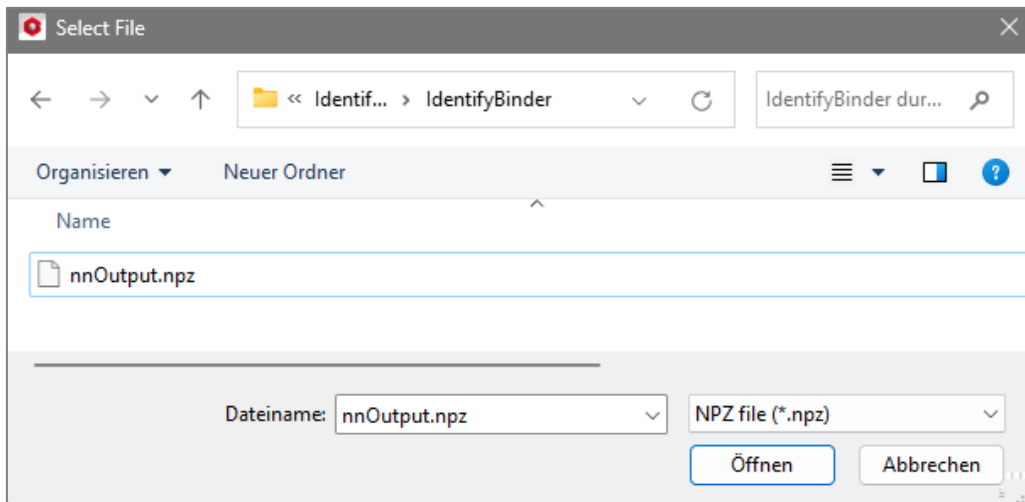 Select File
« Identif... › IdentifyBinder
IdentifyBinder dur...
Organisieren
Neuer Ordner
Name
nnOutput.npz
Dateiname: nnOutput.npz
NPZ file (*.npz)
Öffnen
Abbrechen